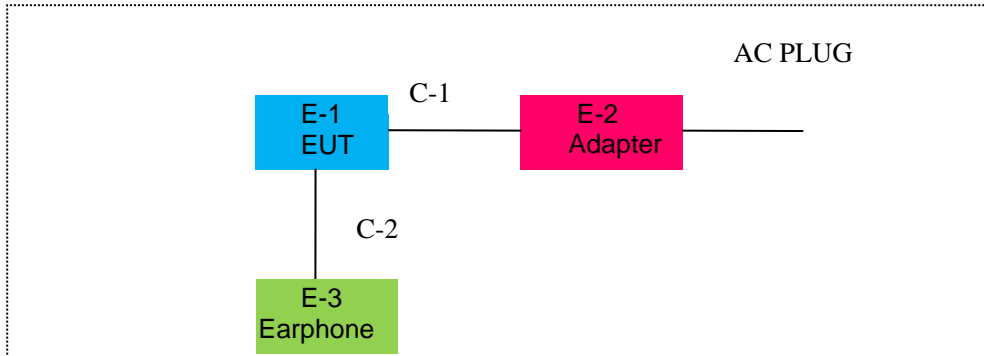 AC PLUG
C-1
E-1
EUT
E-2
Adapter
C-2
E-3
Earphone